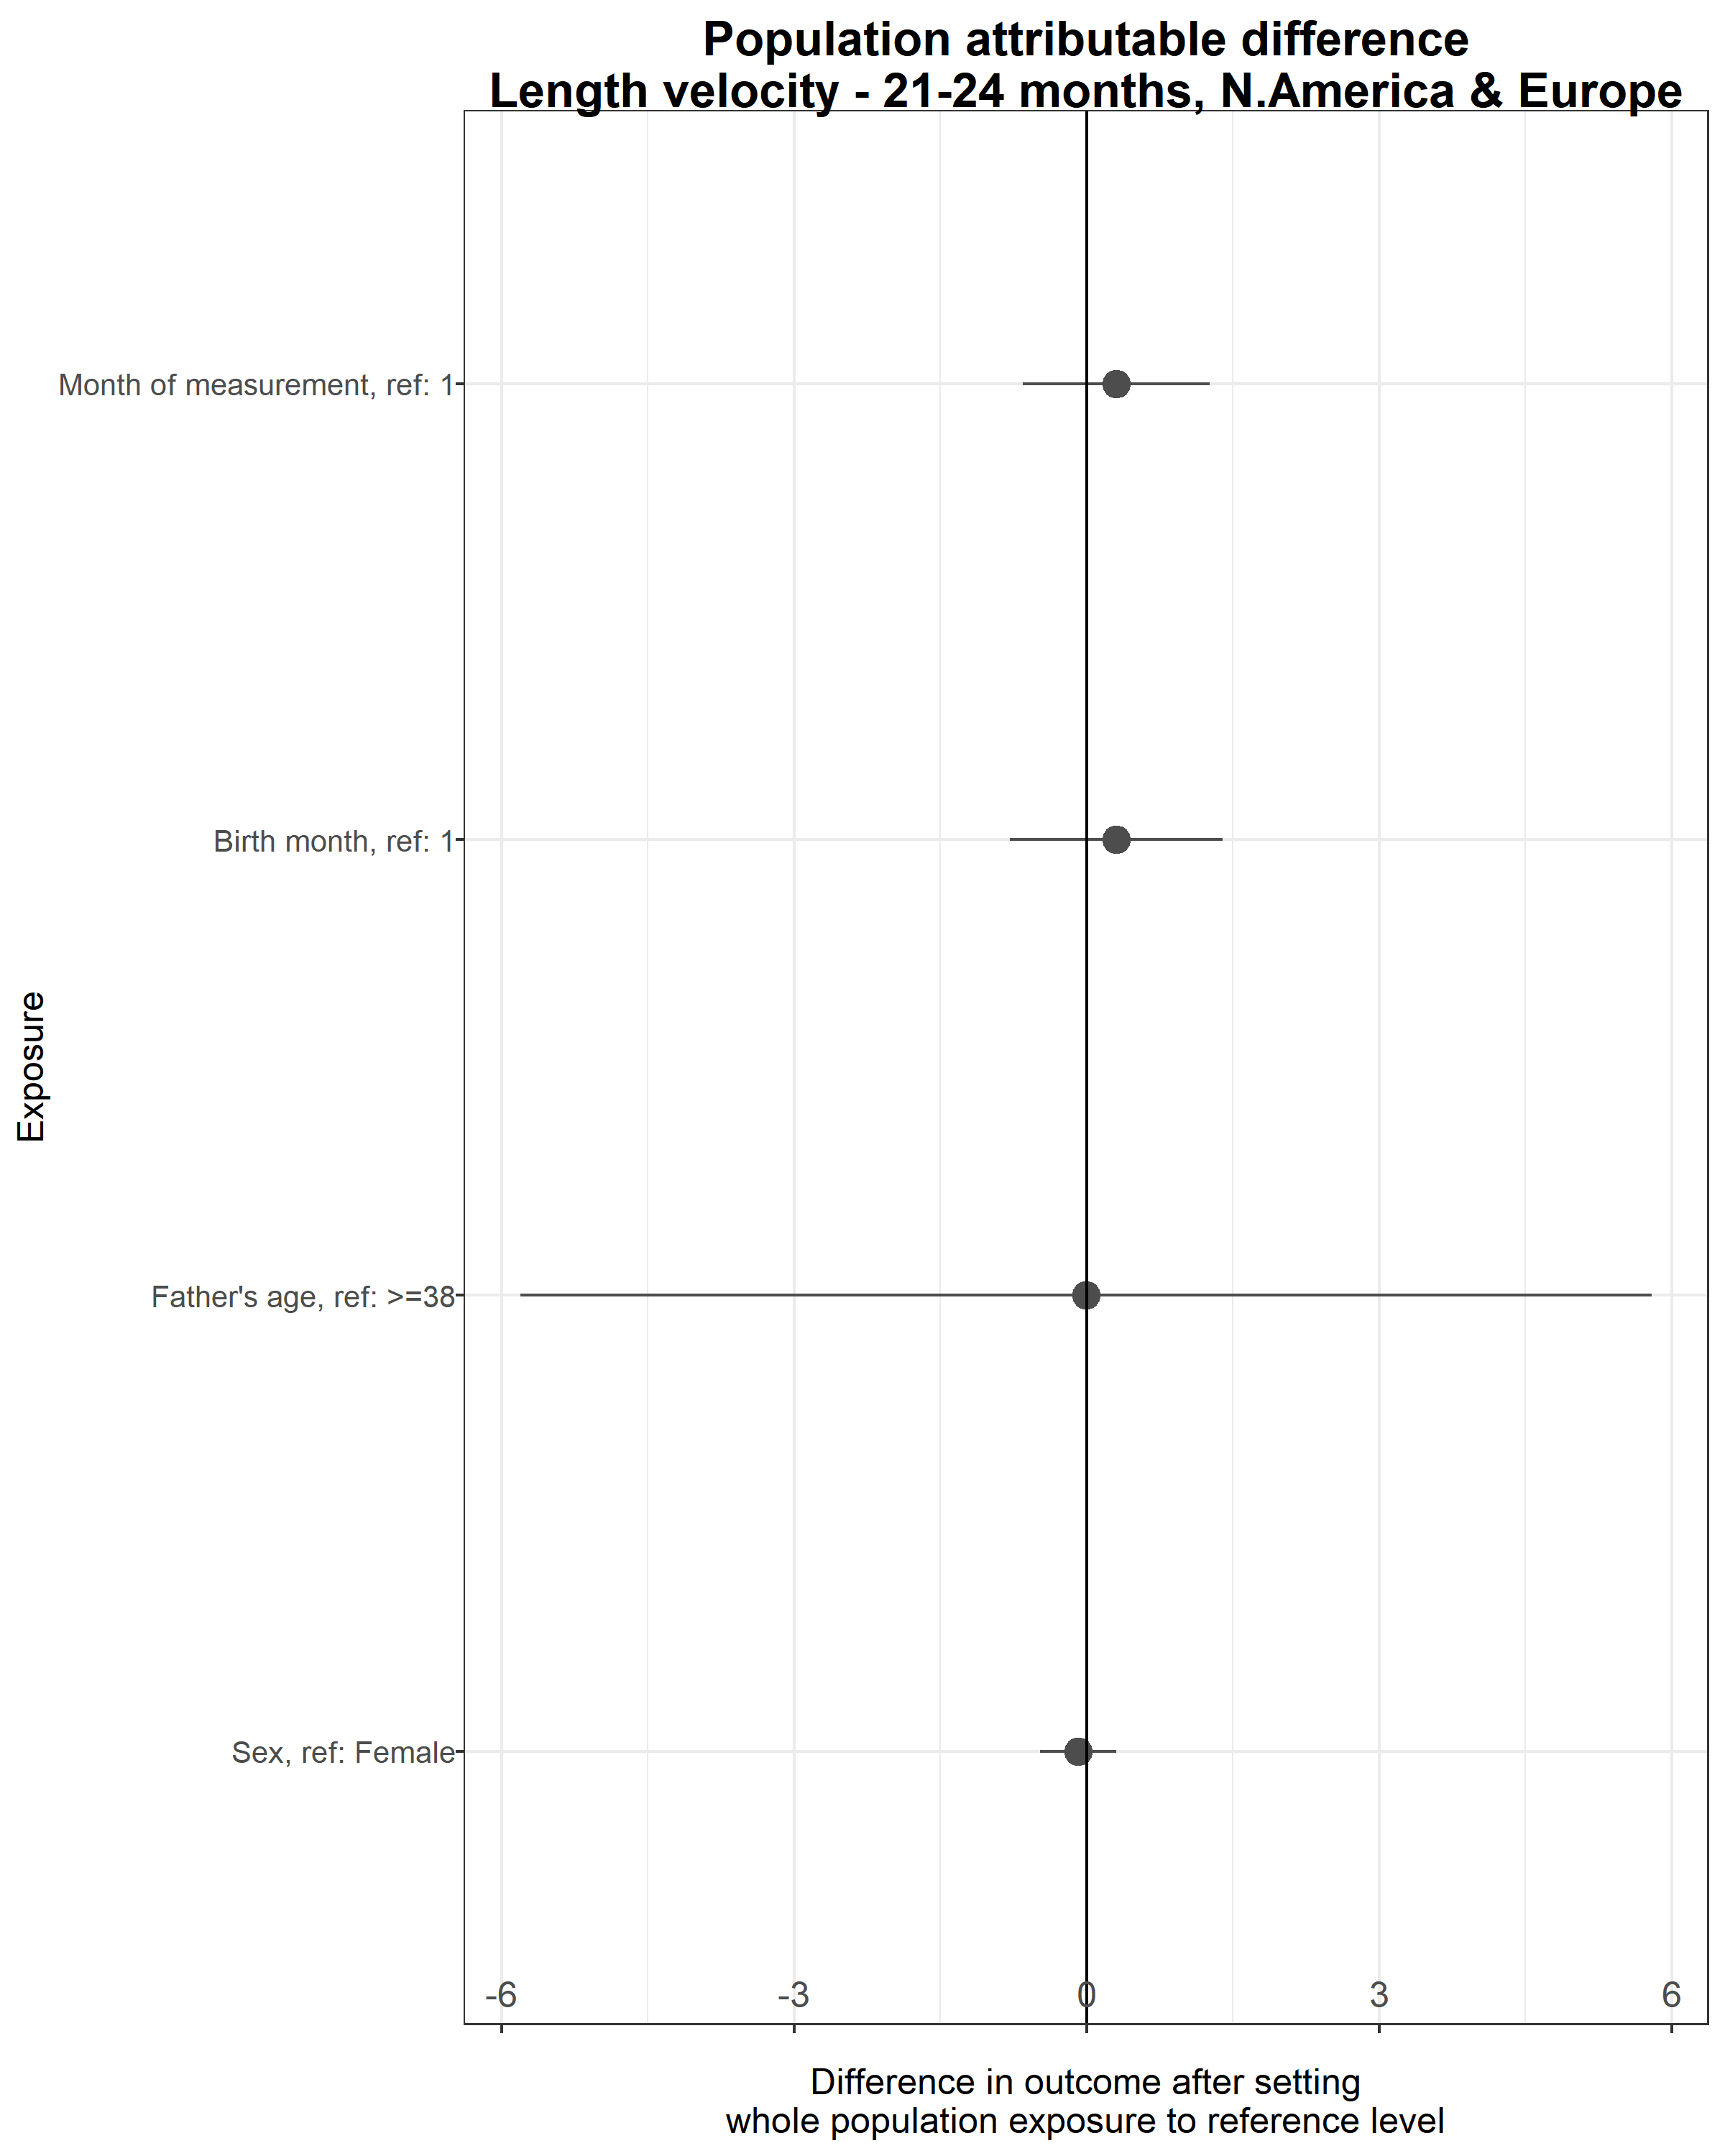 Population attributable difference
Length velocity - 21-24 months, N.America & Europe
Month of measurement, ref: 1
Birth month, ref: 1
Exposure
Father's age, ref: >=38
Sex, ref: Female
-6 -3 0 3 6
Difference in outcome after setting
whole population exposure to reference level